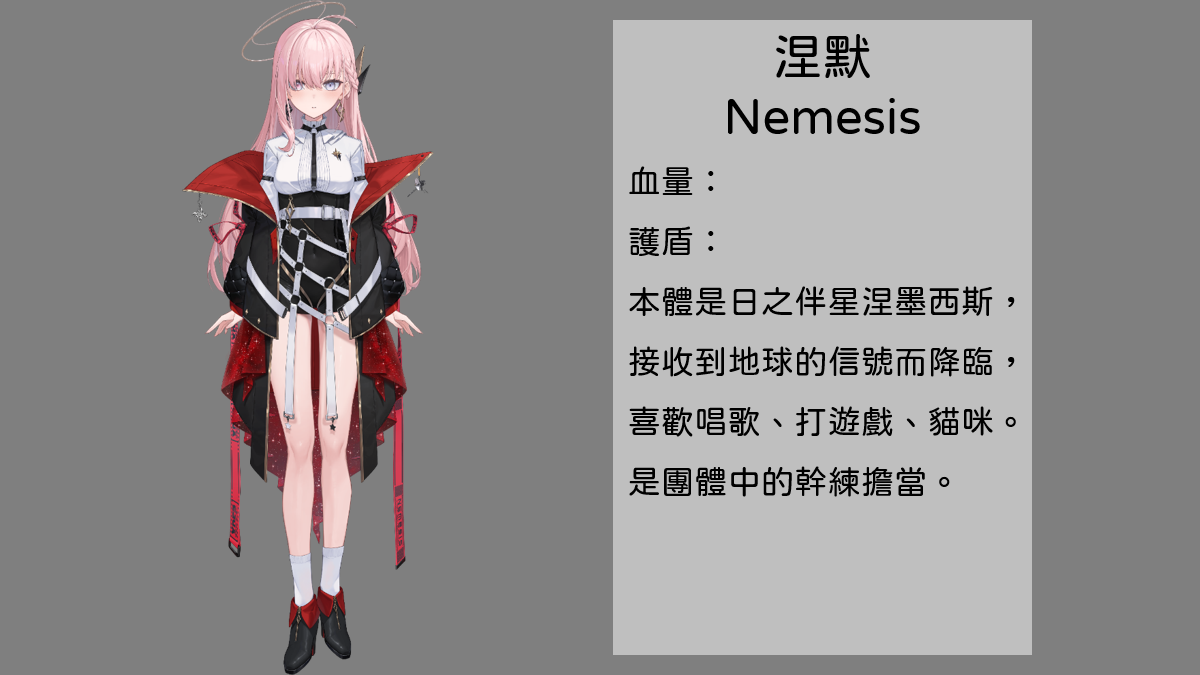 涅默
Nemesis
血量：
護盾：
本體是日之伴星涅墨西斯，
接收到地球的信號而降臨，
喜歡唱歌、打遊戲、貓咪。
是團體中的幹練擔當。